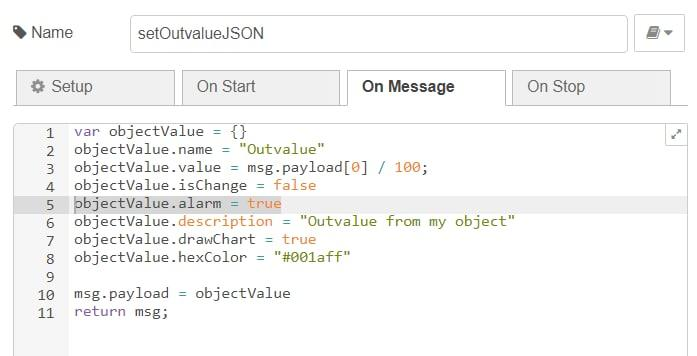 Name
setOutvalueJSON
Setup
On Start
On Message
On Stop
1 var objectValue = {}
2 objectValue.name = "Outvalue"
3 objectValue.value = msg.payload[0] / 100;
4 objectValue.isChange = false
5 objectValue.alarm = true
6 objectValue.description = "Outvalue from my object"
7 objectValue.drawChart = true
8 objectValue.hexColor = "#001aff"
9
10 msg.payload = objectValue
11 return msg;